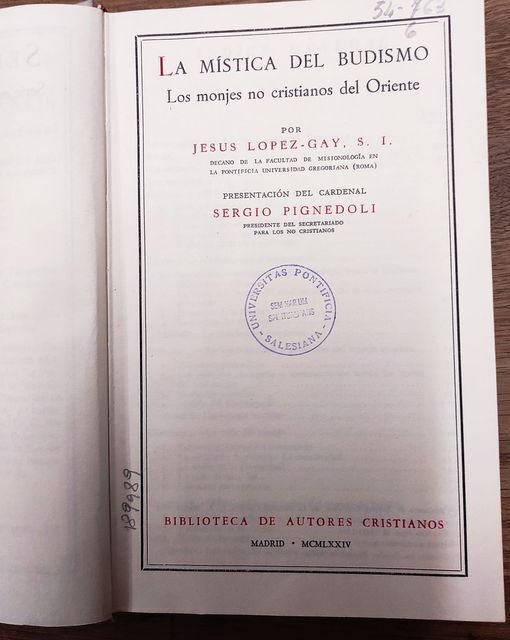 54-763
6
LA MÍSTICA DEL BUDISMO
Los monjes no cristianos del Oriente
POR
JESUS LOPEZ-GAY, S. I.
DECANO DE LA FACULTAD DE MISIONOLOGÍA EN
LA PONTIFICIA UNIVERSIDAD GREGORIANA (ROMA)
PRESENTACIÓN DEL CARDENAL
SERGIO PIGNEDOLI
PRESIDENTE DEL SECRETARIADO
PARA LOS NO CRISTIANOS
UNIVERSITAS PONTIFICIA
SALESIANA
189989
BIBLIOTECA DE AUTORES CRISTIANOS
MADRID • MCMLXXIV